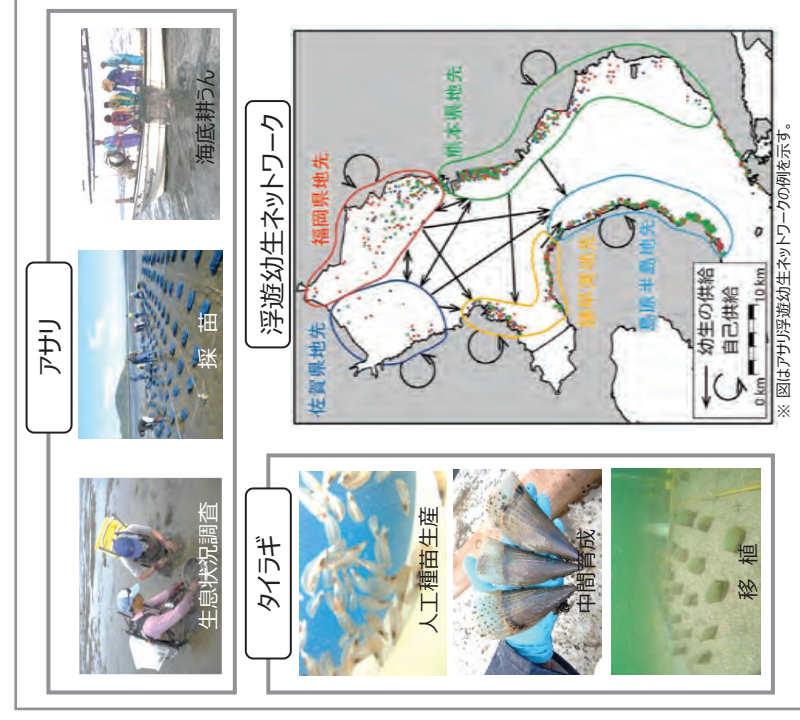 アサリ
生息状況調査
採 苗
海底耕うん
タイラギ
人工種苗生産
中間育成
移 植
浮遊幼生ネットワーク
福岡県地先
佐賀県地先
熊本県地先
諫早湾地先
島原半島地先
幼生の供給
自己供給
0 km
10 km
※ 図はアサリ浮遊幼生ネットワークの例を示す。